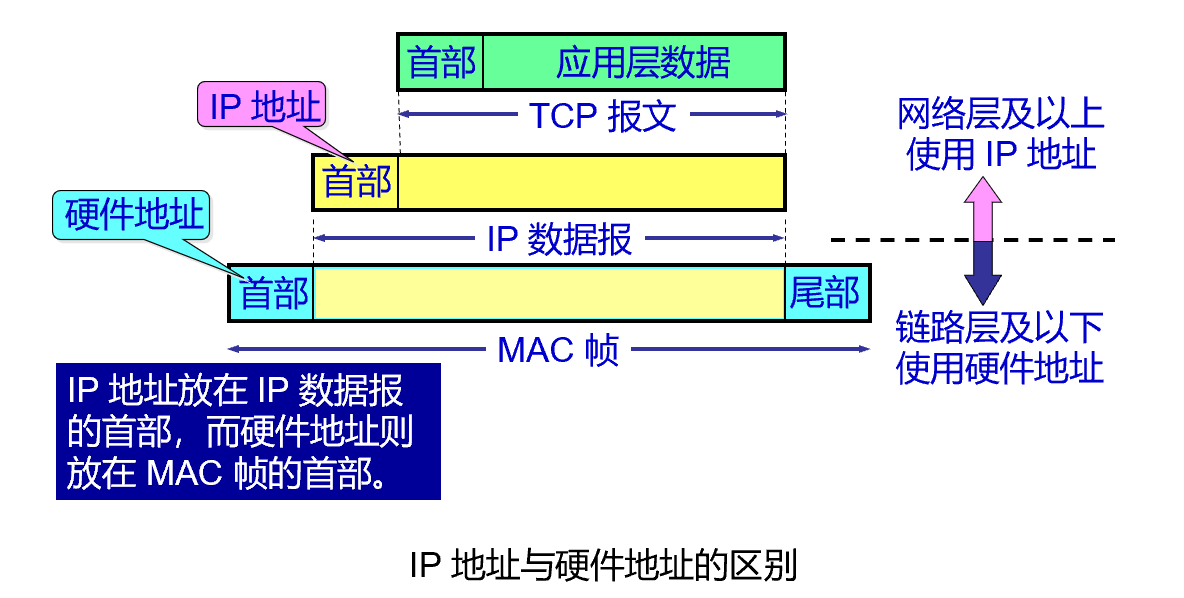 首部
应用层数据
IP 地址
TCP 报文
网络层及以上
使用 IP 地址
首部
硬件地址
IP 数据报
首部
尾部
链路层及以下
使用硬件地址
MAC 帧
IP 地址放在 IP 数据报
的首部，而硬件地址则
放在 MAC 帧的首部。
IP 地址与硬件地址的区别